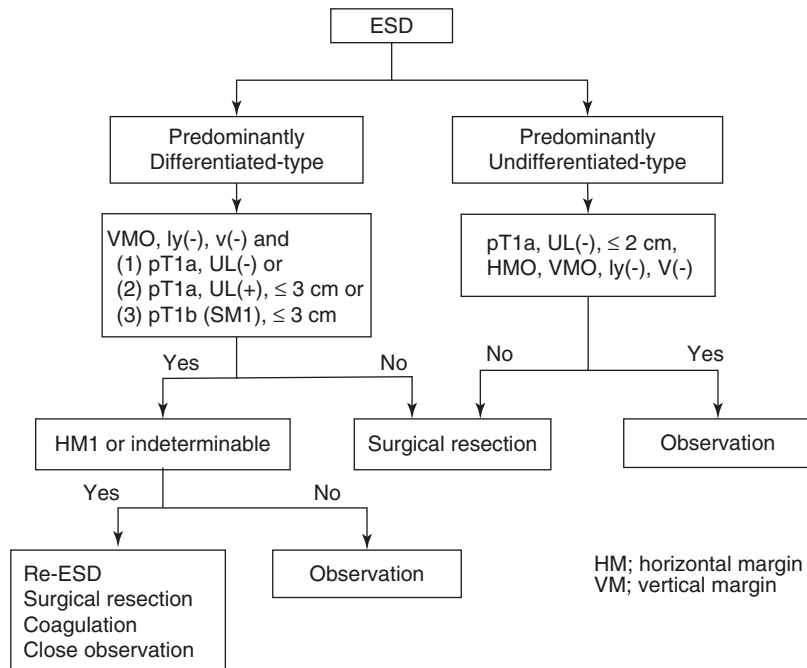 ESD
Predominantly
Differentiated-type
Predominantly
Undifferentiated-type
VMO, ly(-), v(-) and
(1) pT1a, UL(-) or
(2) pT1a, UL(+), ≤ 3 cm or
(3) pT1b (SM1), ≤ 3 cm
pT1a, UL(-), ≤ 2 cm,
HMO, VMO, ly(-), V(-)
Yes
No
No
Yes
HM1 or indeterminable
Surgical resection
Observation
Yes
No
Re-ESD
Surgical resection
Coagulation
Close observation
Observation
HM; horizontal margin
VM; vertical margin